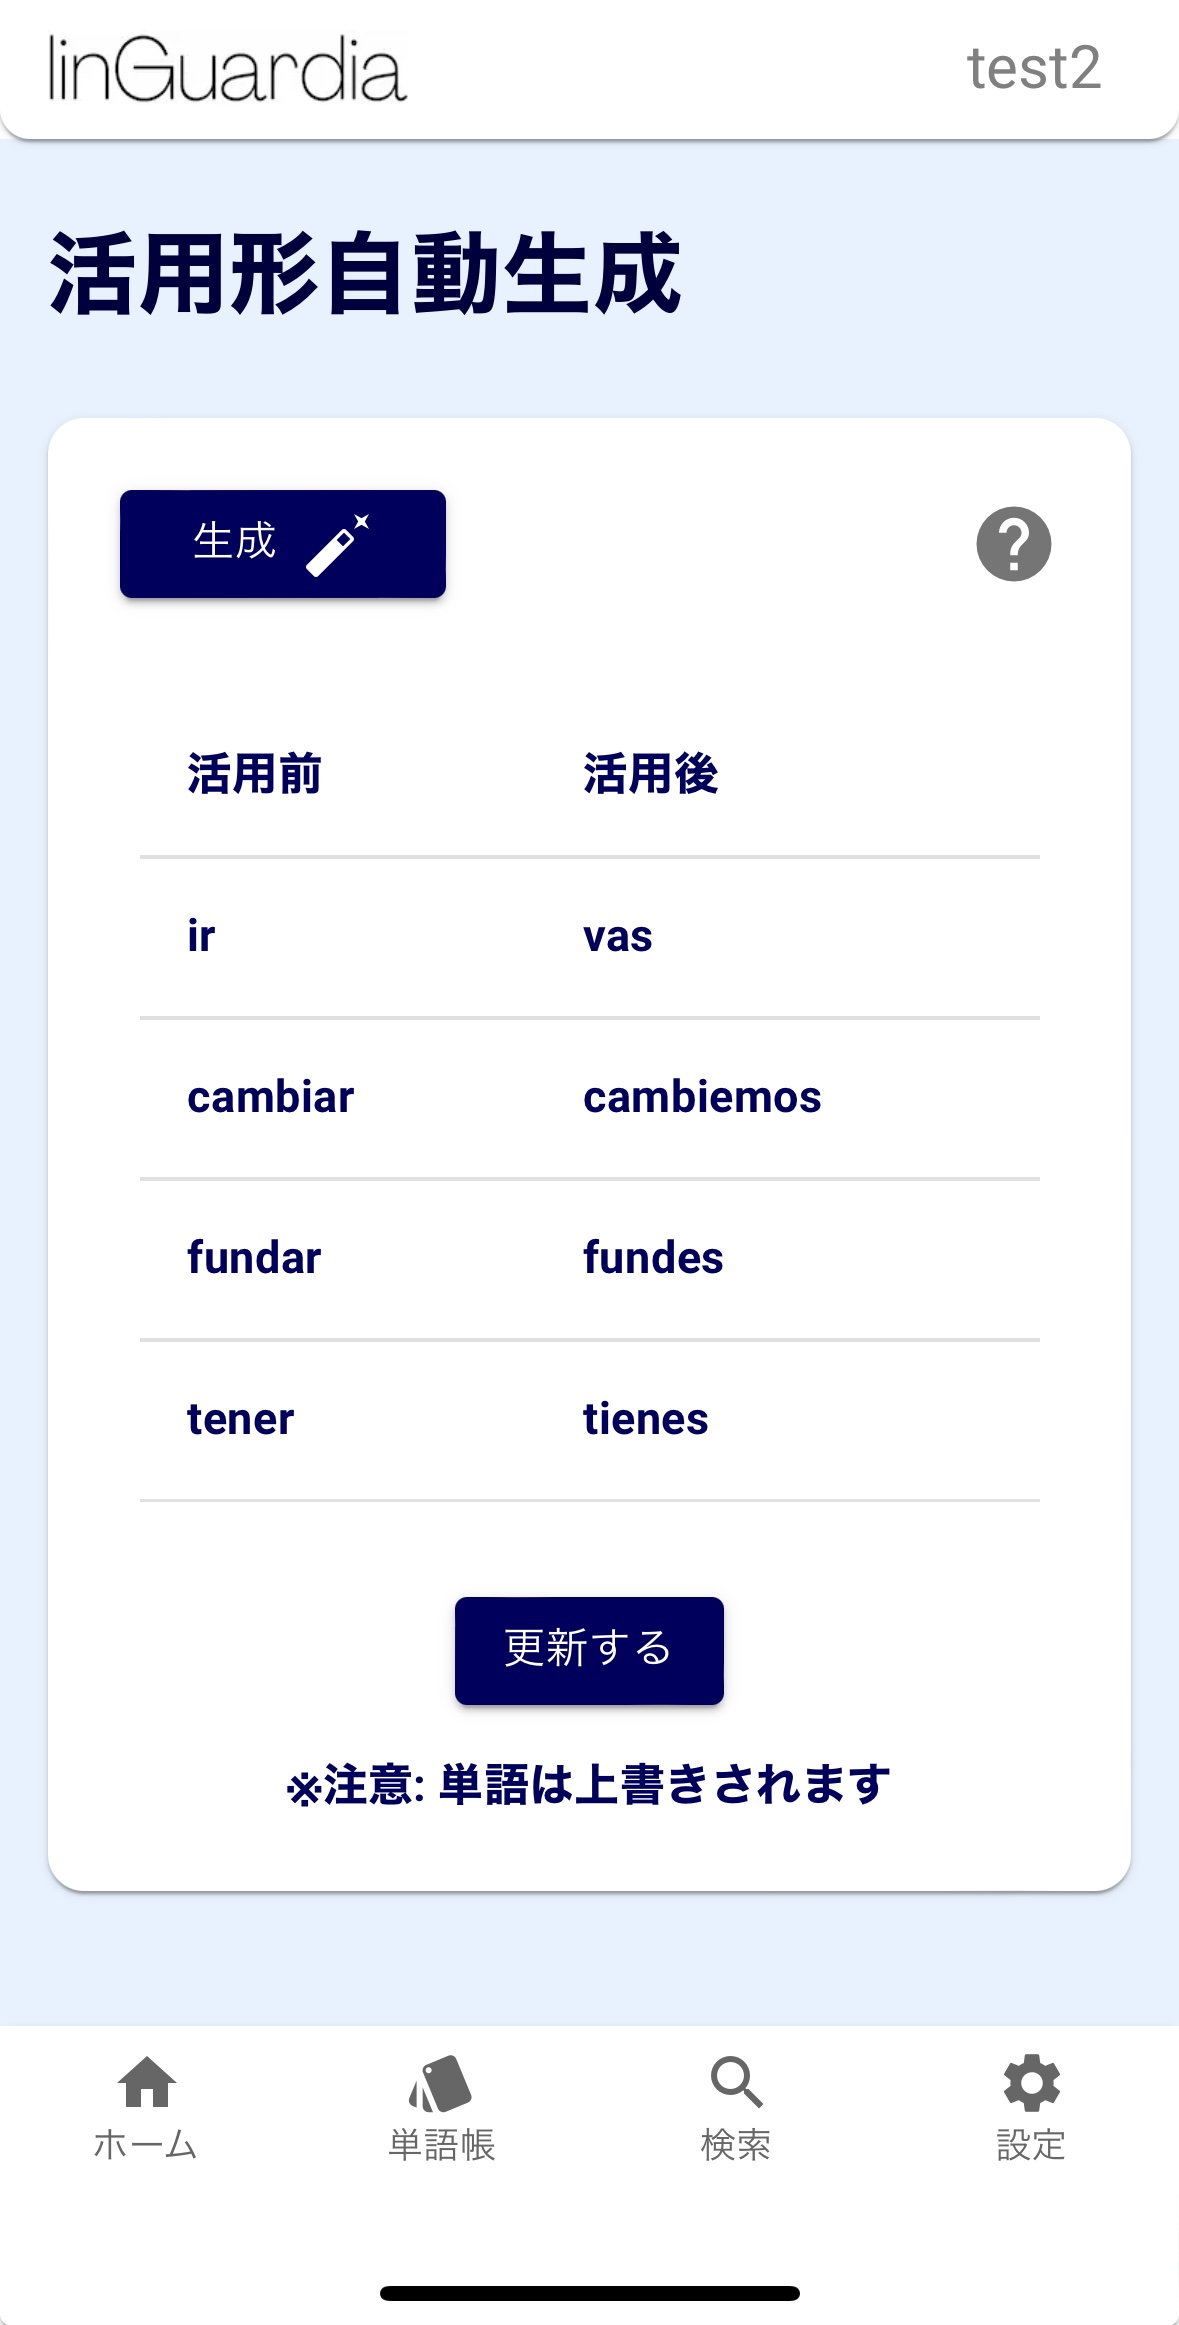 linGuardia
test2
活用形自動生成
生成
活用前 活用後
ir vas
cambiar cambiemos
fundar fundes
tener tienes
更新する
※注意: 単語は上書きされます
ホーム 単語帳 検索 設定